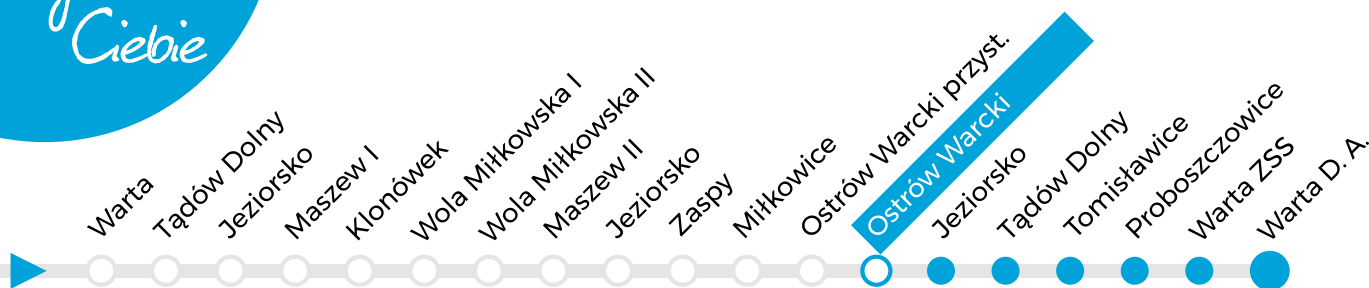 Ciebie
Warta
Tądów Dolny
Jeziorsko
Maszew I
Klonówek
Wola Miłkowska I
Wola Miłkowska II
Maszew II
Jeziorsko
Zaspy
Miłkowice
Ostrów Warcki przyst.
Ostrów Warcki
Jeziorsko
Tądów Dolny
Tomisławice
Proboszczowice
Warta ZSS
Warta D. A.